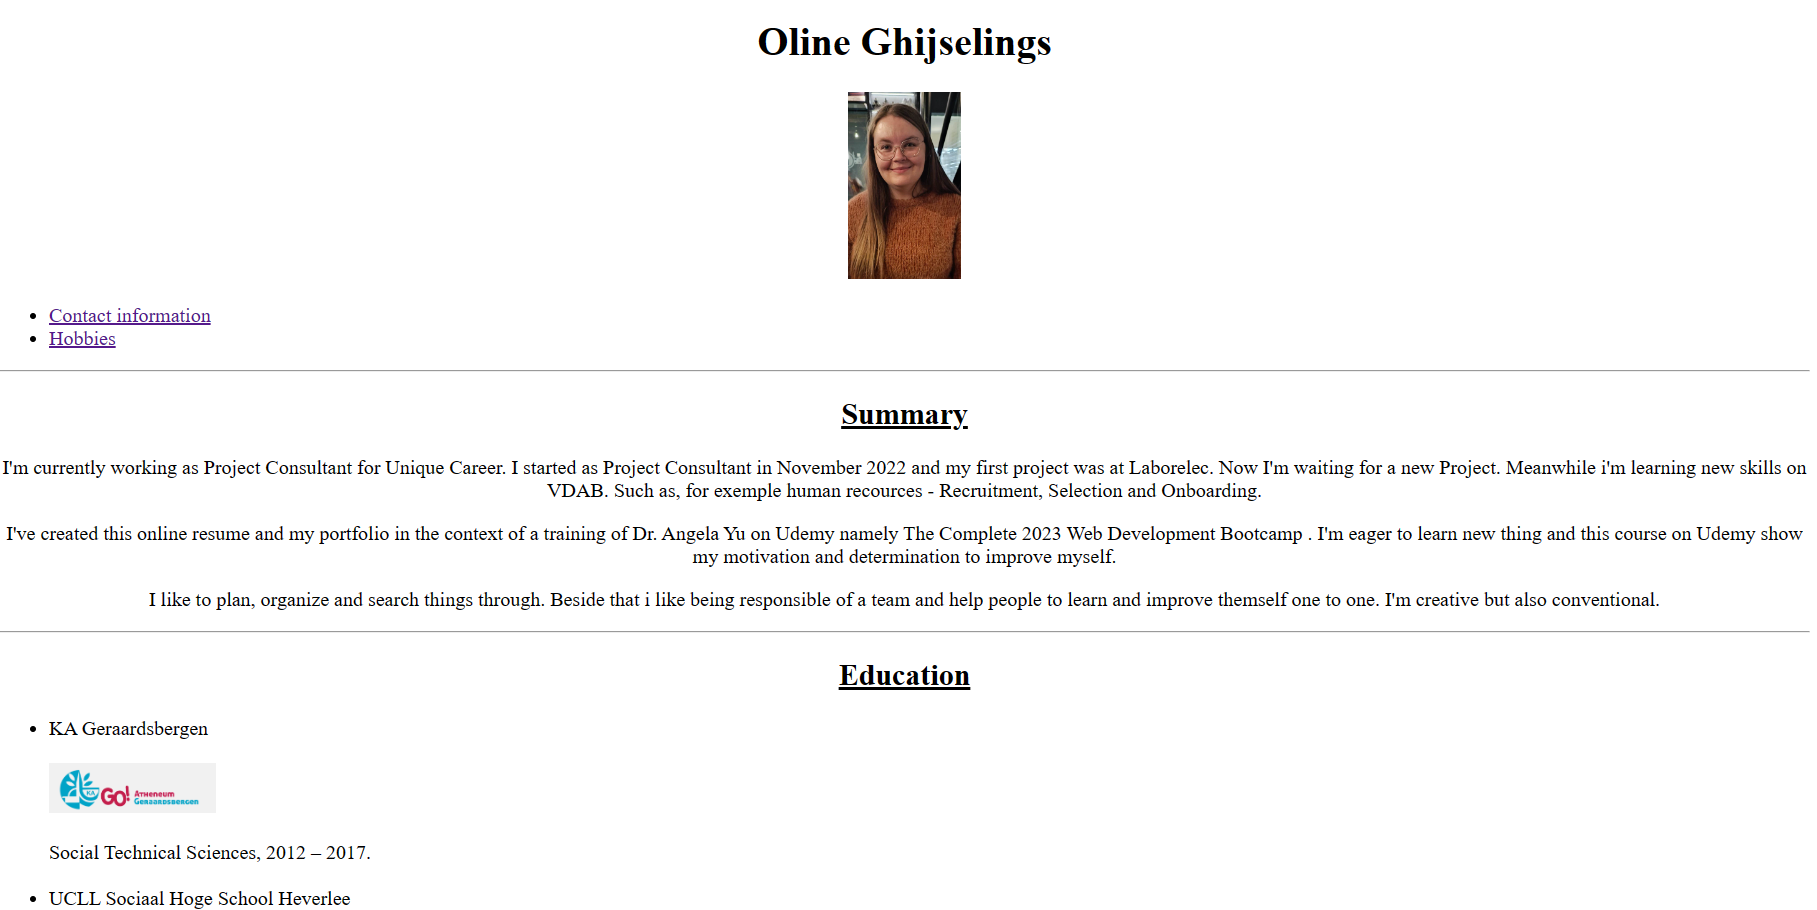 Oline Ghijselings
Contact information
Hobbies
Summary
I'm currently working as Project Consultant for Unique Career. I started as Project Consultant in November 2022 and my first project was at Laborelec. Now I'm waiting for a new Project. Meanwhile i'm learning new skills on
VDAB. Such as, for exemple human recources - Recruitment, Selection and Onboarding.
I've created this online resume and my portfolio in the context of a training of Dr. Angela Yu on Udemy namely The Complete 2023 Web Development Bootcamp . I'm eager to learn new thing and this course on Udemy show
my motivation and determination to improve myself.
I like to plan, organize and search things through. Beside that i like being responsible of a team and help people to learn and improve themself one to one. I'm creative but also conventional.
Education
KA Geraardsbergen
KA GO! Atheneum
Geraardsbergen
Social Technical Sciences, 2012 – 2017.
UCLL Sociaal Hoge School Heverlee